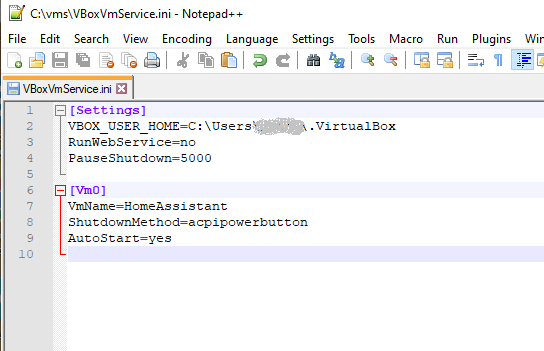 C:\vms\VBoxVmService.ini - Notepad++
File Edit Search View Encoding Language Settings Tools Macro Run Plugins Win
VBoxVmService.ini
1 [Settings]
2 VBOX_USER_HOME=C:\Users\ \.VirtualBox
3 RunWebService=no
4 PauseShutdown=5000
5
6 [Vm0]
7 VmName=HomeAssistant
8 ShutdownMethod=acpipowerbutton
9 AutoStart=yes
10